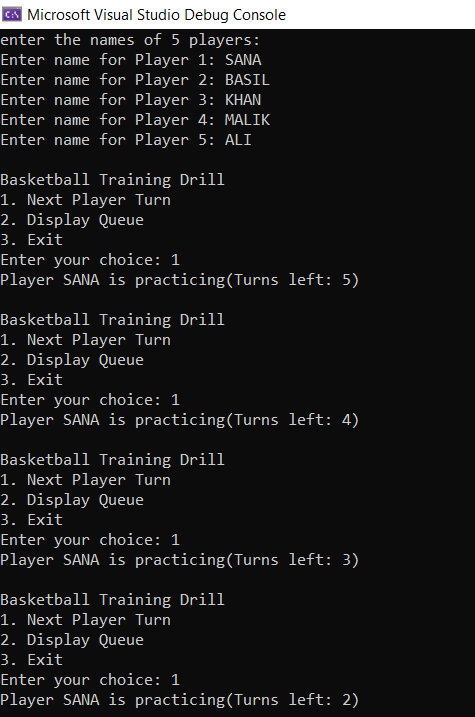 Microsoft Visual Studio Debug Console
enter the names of 5 players:
Enter name for Player 1: SANA
Enter name for Player 2: BASIL
Enter name for Player 3: KHAN
Enter name for Player 4: MALIK
Enter name for Player 5: ALI
Basketball Training Drill
1. Next Player Turn
2. Display Queue
3. Exit
Enter your choice: 1
Player SANA is practicing(Turns left: 5)
Basketball Training Drill
1. Next Player Turn
2. Display Queue
3. Exit
Enter your choice: 1
Player SANA is practicing(Turns left: 4)
Basketball Training Drill
1. Next Player Turn
2. Display Queue
3. Exit
Enter your choice: 1
Player SANA is practicing(Turns left: 3)
Basketball Training Drill
1. Next Player Turn
2. Display Queue
3. Exit
Enter your choice: 1
Player SANA is practicing(Turns left: 2)